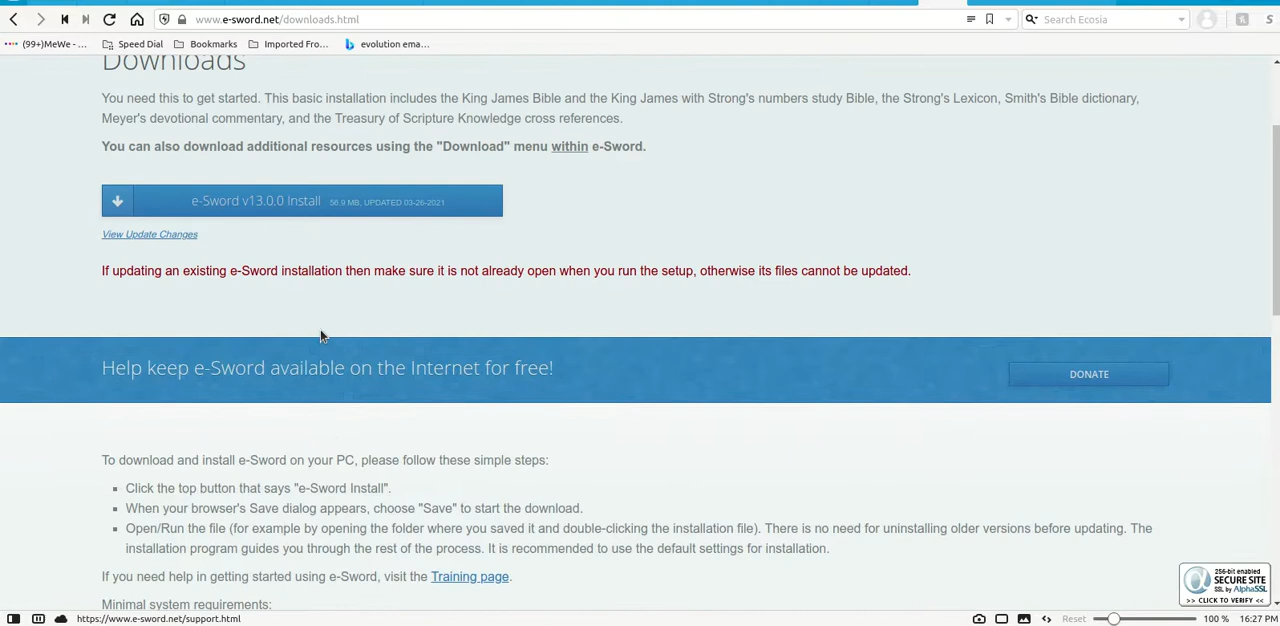 www.e-sword.net/downloads.html
Search Ecosia
(99+)MeWe - ...
Speed Dial
Bookmarks
Imported Fro...
evolution ema...
Downloads
You need this to get started. This basic installation includes the King James Bible and the King James with Strong's numbers study Bible, the Strong's Lexicon, Smith's Bible dictionary,
Meyer's devotional commentary, and the Treasury of Scripture Knowledge cross references.
You can also download additional resources using the "Download" menu within e-Sword.
e-Sword v13.0.0 Install 56.9 MB, UPDATED 03-26-2021
View Update Changes
If updating an existing e-Sword installation then make sure it is not already open when you run the setup, otherwise its files cannot be updated.
Help keep e-Sword available on the Internet for free!
DONATE
To download and install e-Sword on your PC, please follow these simple steps:
Click the top button that says "e-Sword Install".
When your browser's Save dialog appears, choose "Save" to start the download.
Open/Run the file (for example by opening the folder where you saved it and double-clicking the installation file). There is no need for uninstalling older versions before updating. The
installation program guides you through the rest of the process. It is recommended to use the default settings for installation.
If you need help in getting started using e-Sword, visit the Training page.
Minimal system requirements:
256-bit enabled
SECURE SITE
SSL by AlphaSSL
>> CLICK TO VERIFY <<
https://www.e-sword.net/support.html
Reset
100 %
16:27 PM